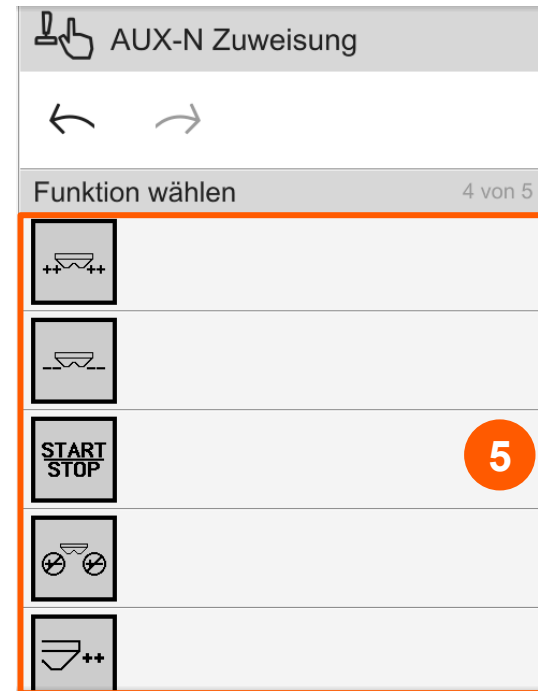 AUX-N Zuweisung
Funktion wählen 4 von 5
++ ++
-- --
START
STOP
5
++